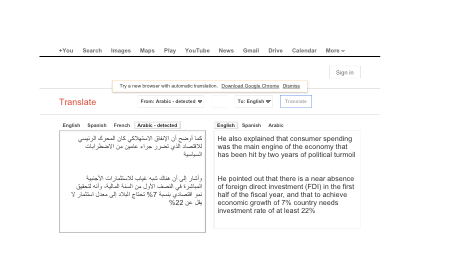 +You Search Images Maps Play YouTube News Gmail Drive Calendar More
Sign in
Try a new browser with automatic translation. Download Google Chrome Dismiss
Translate
From: Arabic - detected
To: English
Translate
English Spanish French Arabic - detected
English Spanish Arabic
كما أوضح أن الإنفاق الاستهلاكي كان المحرك الرئيسي
للاقتصاد الذي تضرر جراء عامين من الاضطرابات
السياسية
وأشار إلى أن هناك شبه غياب للاستثمارات الأجنبية
المباشرة في النصف الأول من السنة المالية، وأنه لتحقيق
نمو اقتصادي بنسبة 7% تحتاج البلاد إلى معدل استثمار لا
يقل عن 22%
He also explained that consumer spending
was the main engine of the economy that
has been hit by two years of political turmoil
He pointed out that there is a near absence
of foreign direct investment (FDI) in the first
half of the fiscal year, and that to achieve
economic growth of 7% country needs
investment rate of at least 22%